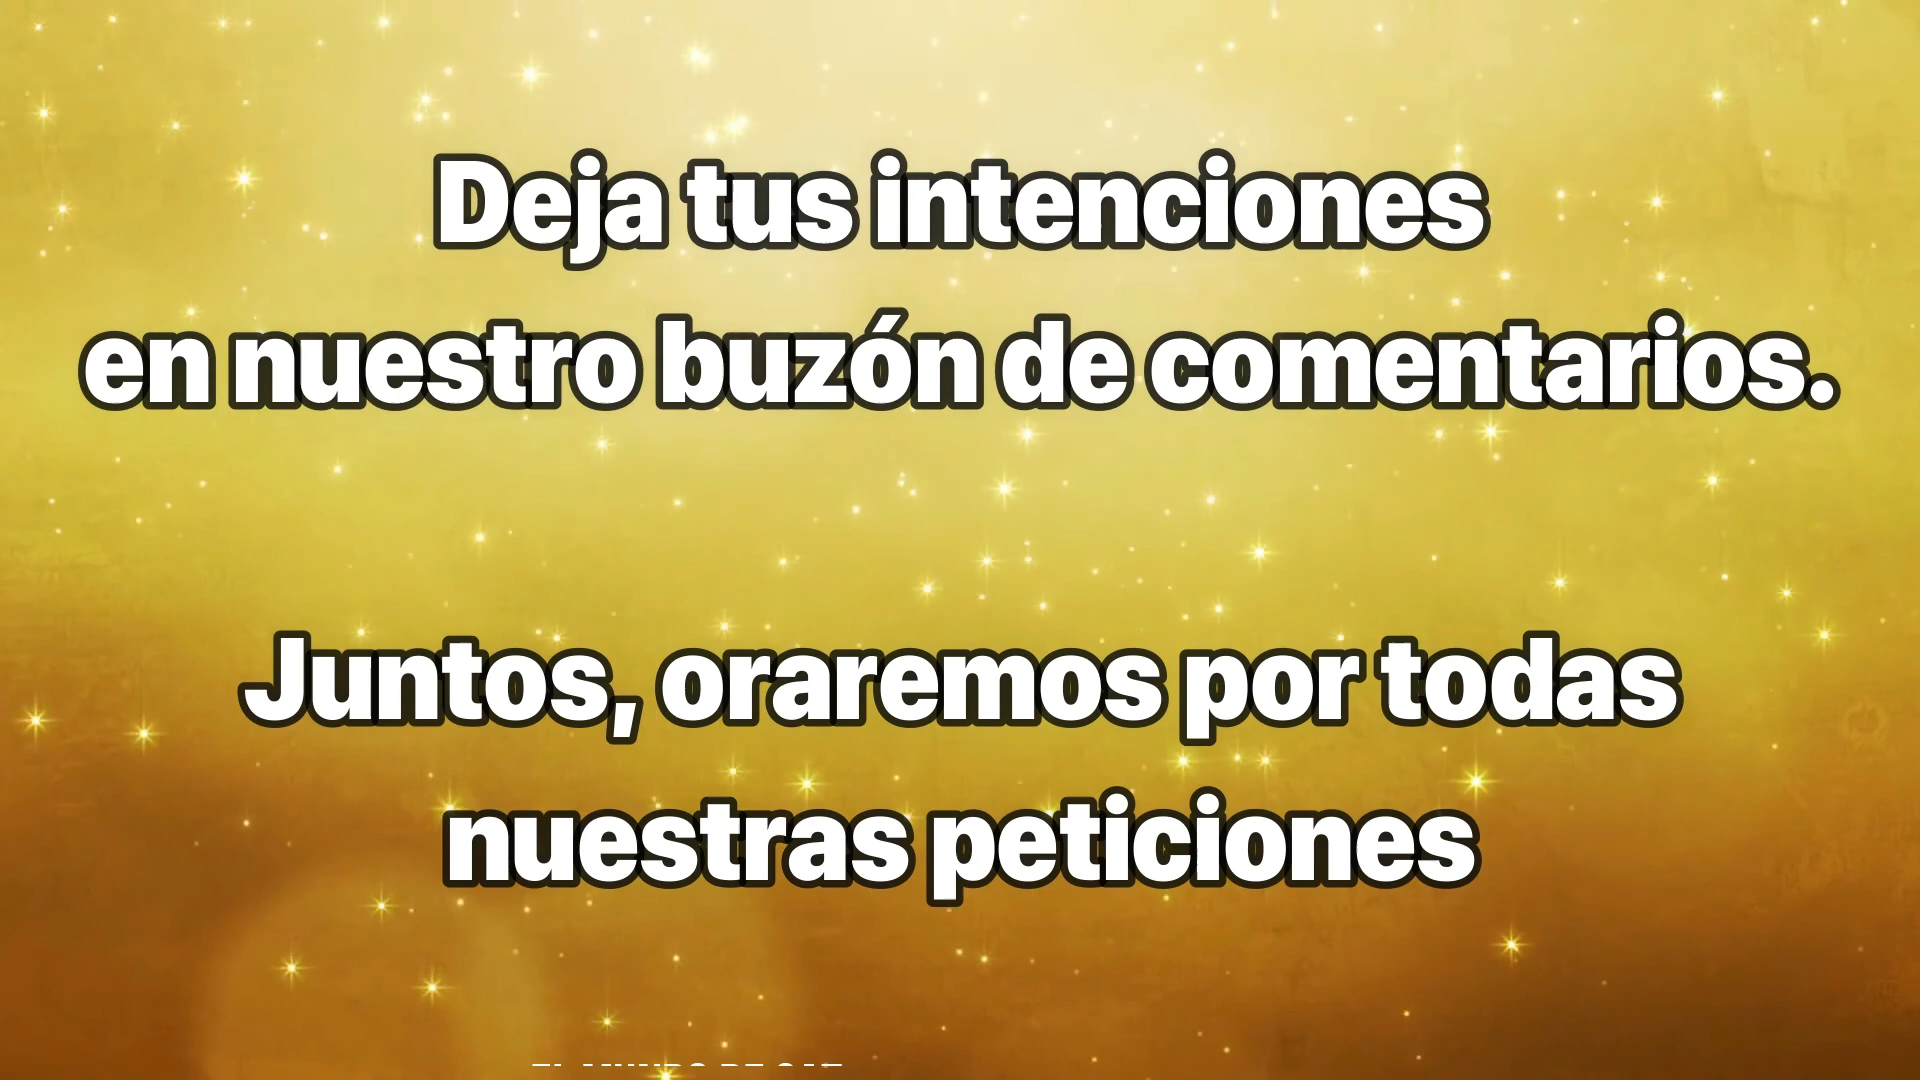 Deja tus intenciones
en nuestro buzón de comentarios.
Juntos, oraremos por todas
nuestras peticiones